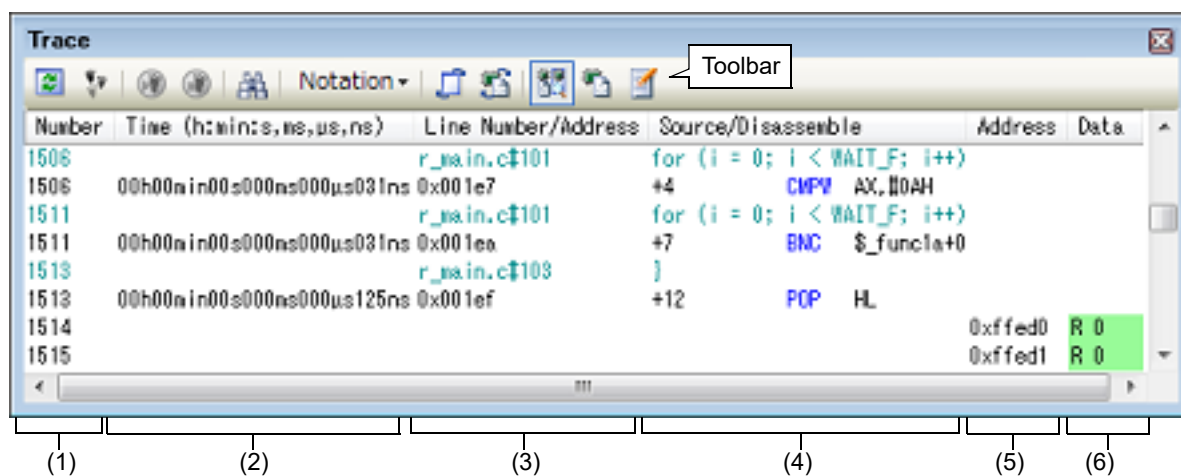 Trace
Notation
Toolbar
Number Time (h:min:s,ms,μs,ns) Line Number/Address Source/Disassemble Address Data
1506 r_main.c#101 for (i = 0; i < WAIT_F; i++)
1506 00h00min00s000ms000μs031ns 0x001e7 +4 CMPW AX,#0AH
1511 r_main.c#101 for (i = 0; i < WAIT_F; i++)
1511 00h00min00s000ms000μs031ns 0x001ea +7 BNC $_func1a+0
1513 r_main.c#103 }
1513 00h00min00s000ms000μs125ns 0x001ef +12 POP HL
1514 0xffed0 R 0
1515 0xffed1 R 0
(1) (2) (3) (4) (5) (6)